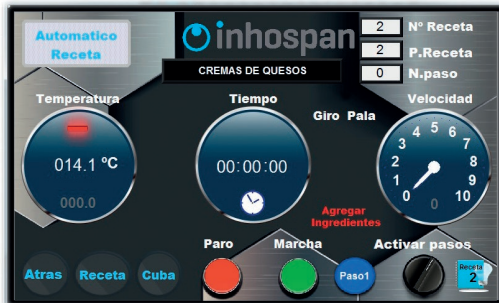 Automatico
Receta
inhospan
CREMAS DE QUESOS
2 Nº Receta
2 P.Receta
0 N.paso
Temperatura
014.1 ºC
000.0
Tiempo
00:00:00
Giro Pala
Velocidad
0 1 2 3 4 5 6 7 8 9 10
0
Agregar
Ingredientes
Atras
Receta
Cuba
Paro
Marcha
Paso1
Activar pasos
Receta
2